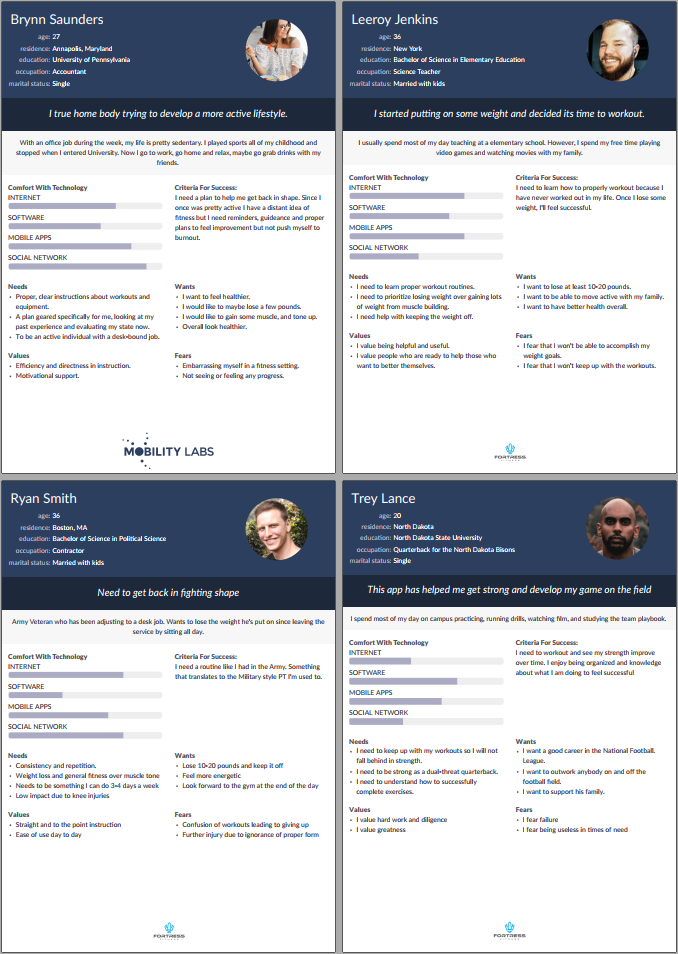 Brynn Saunders
age: 27
residence: Annapolis, Maryland
education: University of Pennsylvania
occupation: Accountant
marital status: Single
I true home body trying to develop a more active lifestyle.
With an office job during the week, my life is pretty sedentary. I played sports all of my childhood and
stopped when I entered University. Now I go to work, go home and relax, maybe go grab drinks with my
friends.
Comfort With Technology
INTERNET
SOFTWARE
MOBILE APPS
SOCIAL NETWORK
Criteria For Success:
I need a plan to help me get back in shape. Since I
once was pretty active I have a distant idea of
fitness but I need reminders, guideance and proper
plans to feel improvement but not push myself to
burnout.
Needs
• Proper, clear instructions about workouts and
equipment.
• A plan geared specifically for me, looking at my
past experience and evaluating my state now.
• To be an active individual with a desk-bound job.
Wants
• I want to feel healthier.
• I would like to maybe lose a few pounds.
• I would like to gain some muscle, and tone up.
• Overall look healthier.
Values
• Efficiency and directness in instruction.
• Motivational support.
Fears
• Embarrassing myself in a fitness setting.
• Not seeing or feeling any progress.
MOBILITY LABS
Leeroy Jenkins
age: 36
residence: New York
education: Bachelor of Science in Elementary Education
occupation: Science Teacher
marital status: Married with kids
I started putting on some weight and decided its time to workout.
I usually spend most of my day teaching at a elementary school. However, I spend my free time playing
video games and watching movies with my family.
Comfort With Technology
INTERNET
SOFTWARE
MOBILE APPS
SOCIAL NETWORK
Criteria For Success:
I need to learn how to properly workout because I
have never worked out in my life. Once I lose some
weight, I'll feel successful.
Needs
• I need to learn proper workout routines.
• I need to prioritize losing weight over gaining lots
of weight from muscle building.
• I need help with keeping the weight off.
Wants
• I want to lose at least 10-20 pounds.
• I want to be able to move active with my family.
• I want to have better health overall.
Values
• I value being helpful and useful.
• I value people who are ready to help those who
want to better themselves.
Fears
• I fear that I won't be able to accomplish my
weight goals.
• I fear that I won't keep up with the workouts.
FORTRESS
Ryan Smith
age: 36
residence: Boston, MA
education: Bachelor of Science in Political Science
occupation: Contractor
marital status: Married with kids
Need to get back in fighting shape
Army Veteran who has been adjusting to a desk job. Wants to lose the weight he's put on since leaving the
service by sitting all day.
Comfort With Technology
INTERNET
SOFTWARE
MOBILE APPS
SOCIAL NETWORK
Criteria For Success:
I need a routine like I had in the Army. Something
that translates to the Military style PT I'm used to.
Needs
• Consistency and repetition.
• Weight loss and general fitness over muscle tone
• Needs to be something I can do 3-4 days a week
• Low impact due to knee injuries
Wants
• Lose 10-20 pounds and keep it off
• Feel more energetic
• Look forward to the gym at the end of the day
Values
• Straight and to the point instruction
• Ease of use day to day
Fears
• Confusion of workouts leading to giving up
• Further injury due to ignorance of proper form
FORTRESS
Trey Lance
age: 20
residence: North Dakota
education: North Dakota State University
occupation: Quarterback for the North Dakota Bisons
marital status: Single
This app has helped me get strong and develop my game on the field
I spend most of my day on campus practicing, running drills, watching film, and studying the team playbook.
Comfort With Technology
INTERNET
SOFTWARE
MOBILE APPS
SOCIAL NETWORK
Criteria For Success:
I need to workout and see my strength improve
over time. I enjoy being organized and knowledge
about what I am doing to feel successful
Needs
• I need to keep up with my workouts so I will not
fall behind in strength.
• I need to be strong as a dual-threat quarterback.
• I need to understand how to successfully
complete exercises.
Wants
• I want a good career in the National Football
League.
• I want to outwork anybody on and off the
football field.
• I want to support his family.
Values
• I value hard work and diligence
• I value greatness
Fears
• I fear failure
• I fear being useless in times of need
FORTRESS